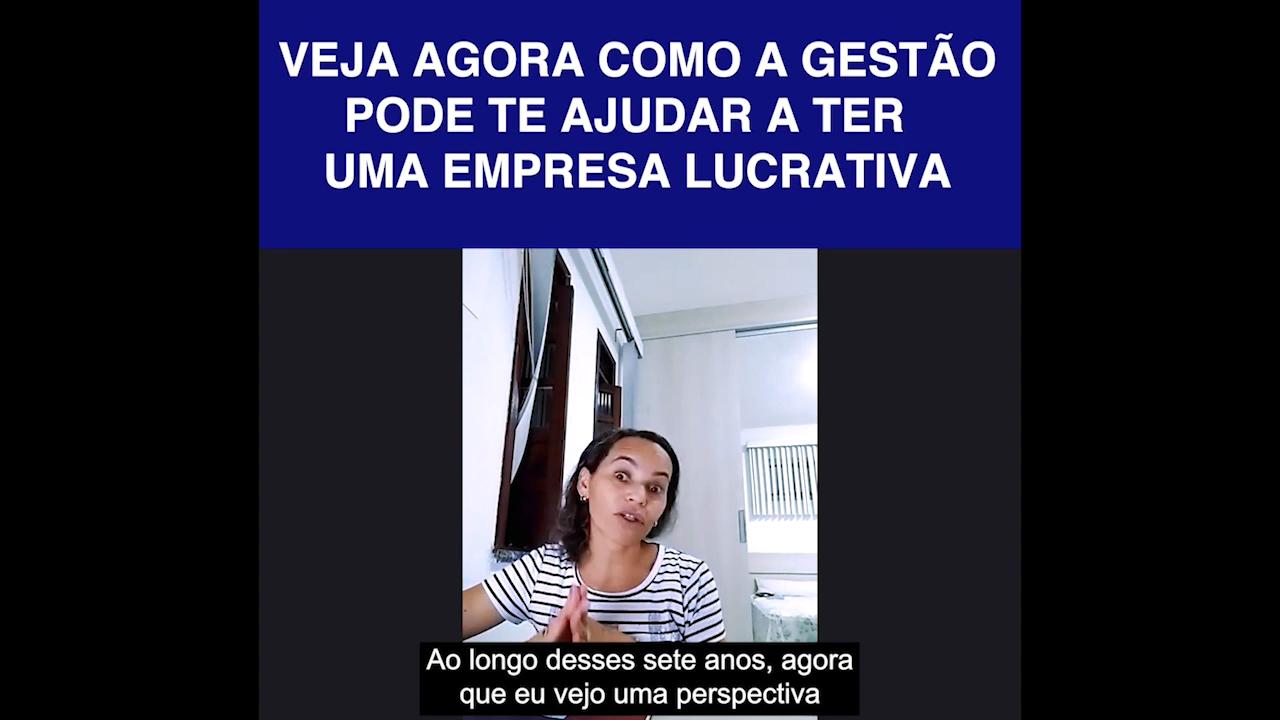 VEJA AGORA COMO A GESTÃO
PODE TE AJUDAR A TER
UMA EMPRESA LUCRATIVA
Ao longo desses sete anos, agora
que eu vejo uma perspectiva